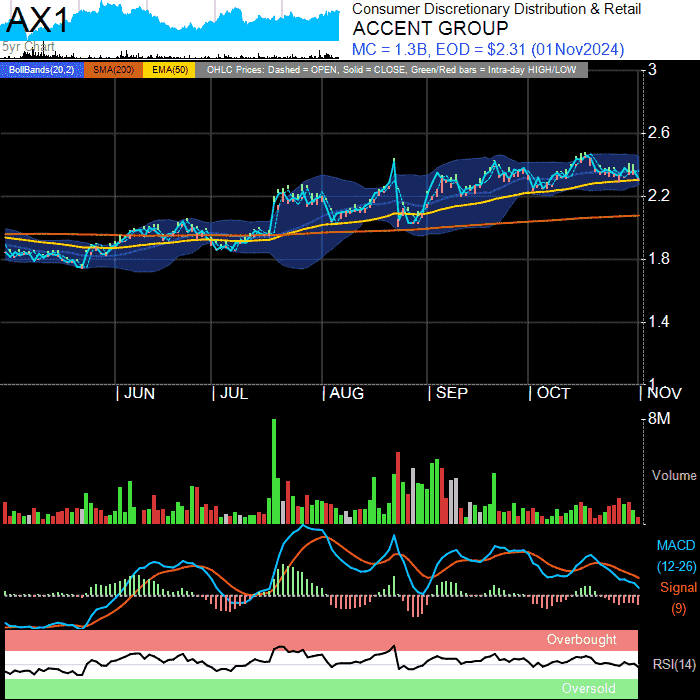 AX1
5yr Chart
Consumer Discretionary Distribution & Retail
ACCENT GROUP
MC = 1.3B, EOD = $2.31 (01Nov2024)
BollBands(20,2) SMA(200) EMA(50) OHLC Prices: Dashed = OPEN, Solid = CLOSE, Green/Red bars = Intra-day HIGH/LOW
3
2.6
2.2
1.8
1.4
1
JUN JUL AUG SEP OCT NOV
8M
Volume
MACD
(12-26)
Signal
(9)
Overbought
RSI(14)
Oversold